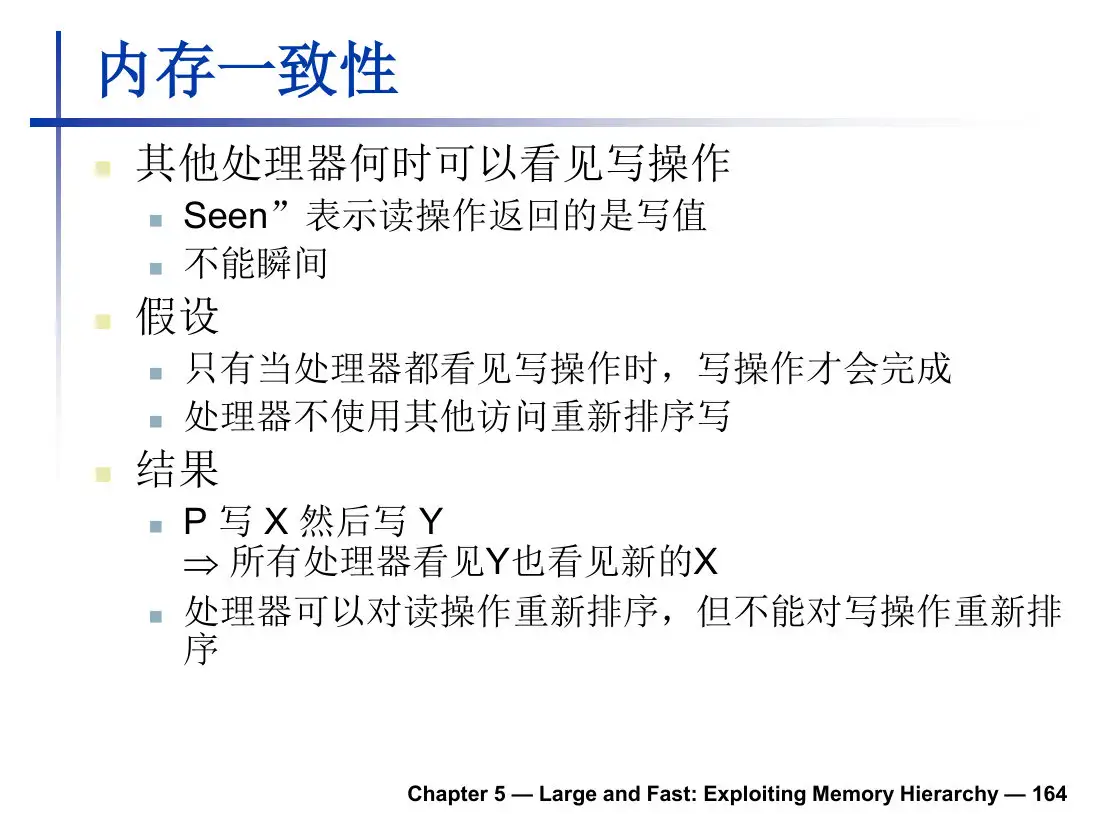 内存一致性
其他处理器何时可以看见写操作
Seen”表示读操作返回的是写值
不能瞬间
假设
只有当处理器都看见写操作时，写操作才会完成
处理器不使用其他访问重新排序写
结果
P 写 X 然后写 Y
⇒ 所有处理器看见Y也看见新的X
处理器可以对读操作重新排序，但不能对写操作重新排
序
Chapter 5 — Large and Fast: Exploiting Memory Hierarchy — 164